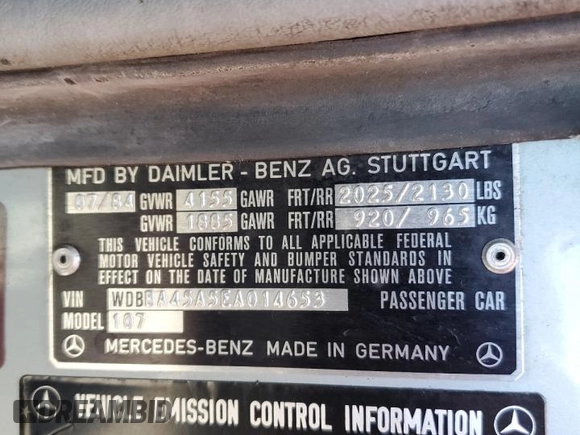 MFD BY DAIMLER - BENZ AG. STUTTGART
07/84 GVWR 4155 GAWR FRT/RR 2025/2130 LBS
GVWR 1885 GAWR FRT/RR 920/ 965 KG
THIS VEHICLE CONFORMS TO ALL APPLICABLE FEDERAL
MOTOR VEHICLE SAFETY AND BUMPER STANDARDS IN
EFFECT ON THE DATE OF MANUFACTURE SHOWN ABOVE
VIN WDBBA45A5EA014653 PASSENGER CAR
MODEL 107
MERCEDES-BENZ MADE IN GERMANY
VEHICLE EMISSION CONTROL INFORMATION
DREAMBID